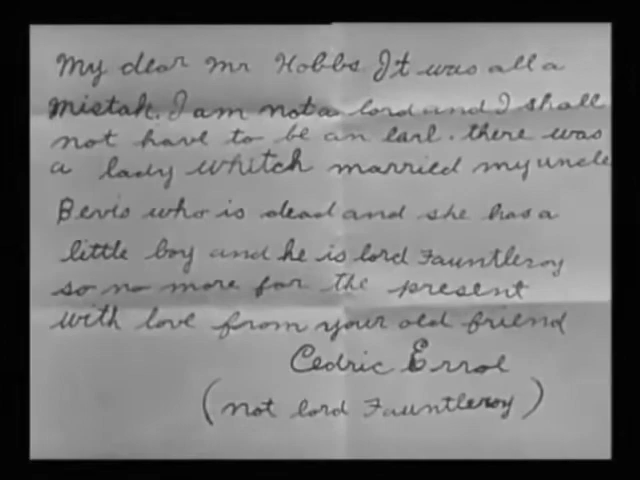 My dear Mr Hobbs It was all a
mistak. I am not a lord and I shall
not have to be an earl. there was
a lady whitch married my uncle
Bevis who is dead and she has a
little boy and he is lord Fauntleroy
so no more for the present
with love from your old friend
Cedric Errol
(not lord Fauntleroy)